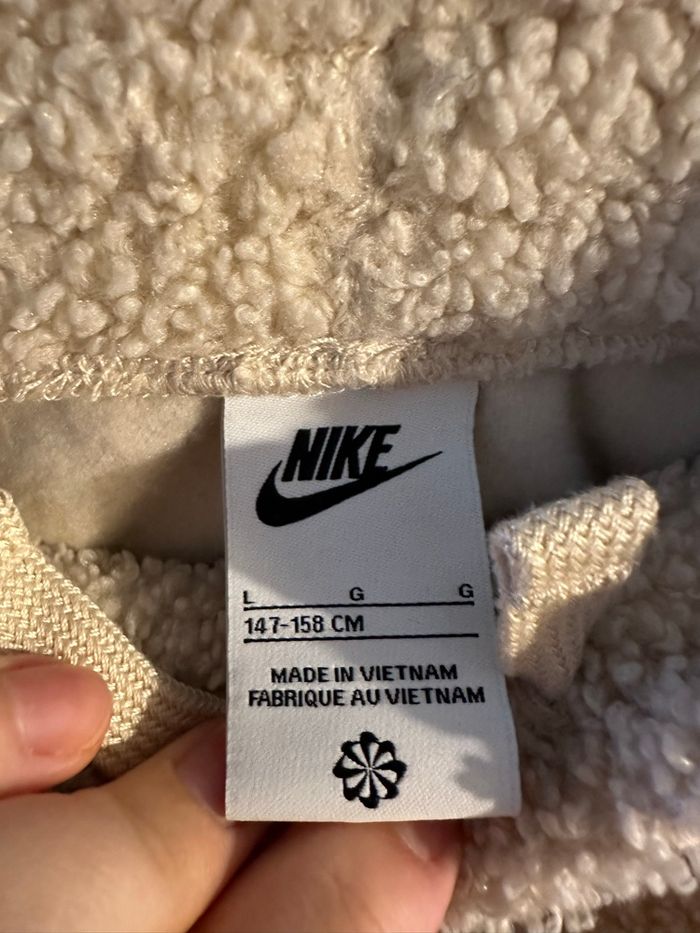 NIKE
L G G
147-158 CM
MADE IN VIETNAM
FABRIQUE AU VIETNAM